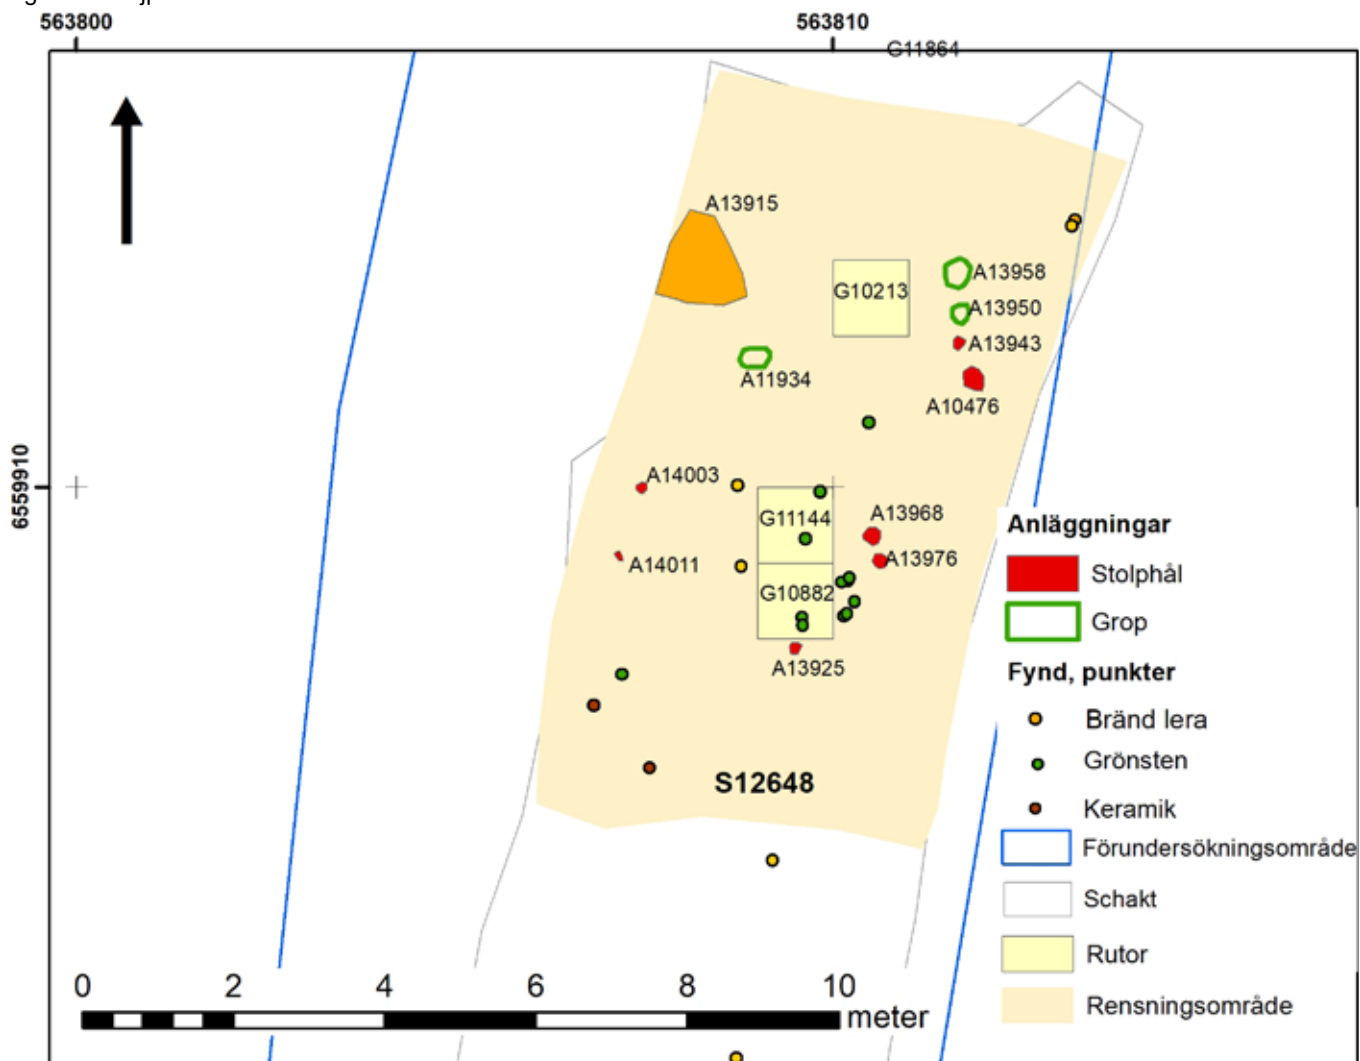 563800
563810
G11864
A13915
A13958
G10213
A13950
A13943
A11934
A10476
6559910
A14003
G11144
A13968
A14011
A13976
G10882
A13925
S12648
Anläggningar
Stolphål
Grop
Fynd, punkter
Bränd lera
Grönsten
Keramik
Förundersökningsområde
Schakt
Rutor
Rensningsområde
0 2 4 6 8 10
meter